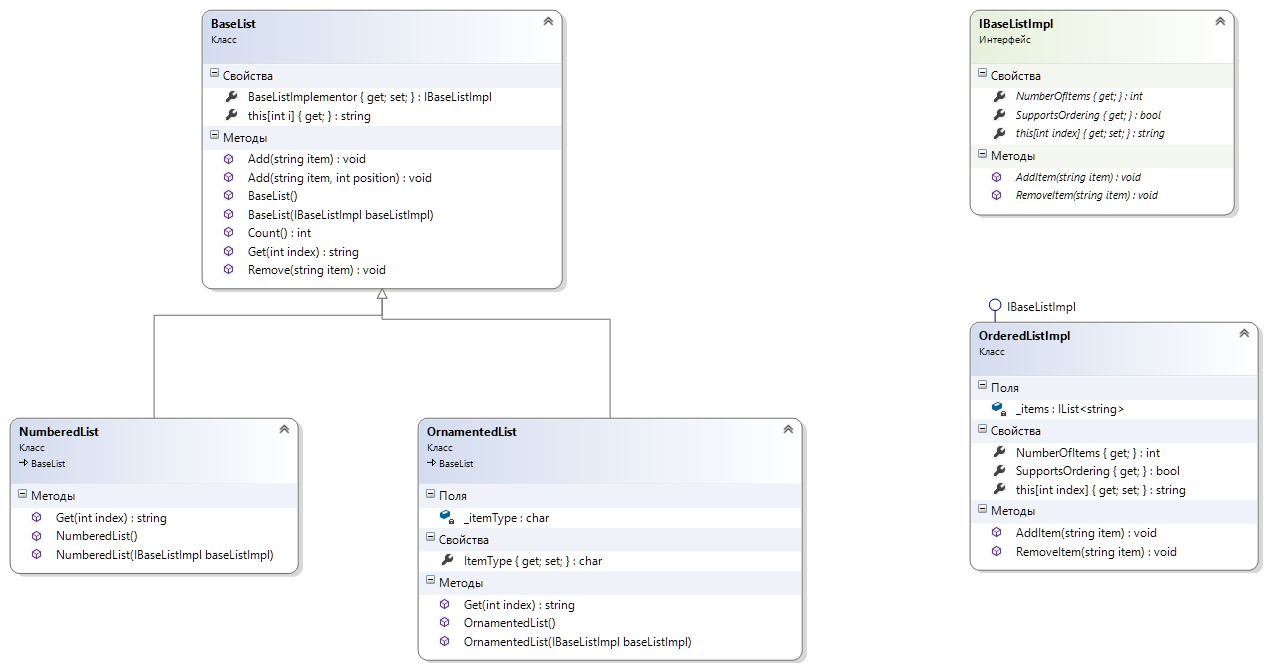 BaseList
Класс
Свойства
BaseListImplementor { get; set; } : IBaseListImpl
this[int i] { get; } : string
Методы
Add(string item) : void
Add(string item, int position) : void
BaseList()
BaseList(IBaseListImpl baseListImpl)
Count() : int
Get(int index) : string
Remove(string item) : void
IBaseListImpl
Интерфейс
Свойства
NumberOfItems { get; } : int
SupportsOrdering { get; } : bool
this[int index] { get; set; } : string
Методы
AddItem(string item) : void
RemoveItem(string item) : void
NumberedList
Класс
BaseList
Методы
Get(int index) : string
NumberedList()
NumberedList(IBaseListImpl baseListImpl)
OrnamentedList
Класс
BaseList
Поля
_itemType : char
Свойства
ItemType { get; set; } : char
Методы
Get(int index) : string
OrnamentedList()
OrnamentedList(IBaseListImpl baseListImpl)
IBaseListImpl
OrderedListImpl
Класс
Поля
_items : IList<string>
Свойства
NumberOfItems { get; } : int
SupportsOrdering { get; } : bool
this[int index] { get; set; } : string
Методы
AddItem(string item) : void
RemoveItem(string item) : void